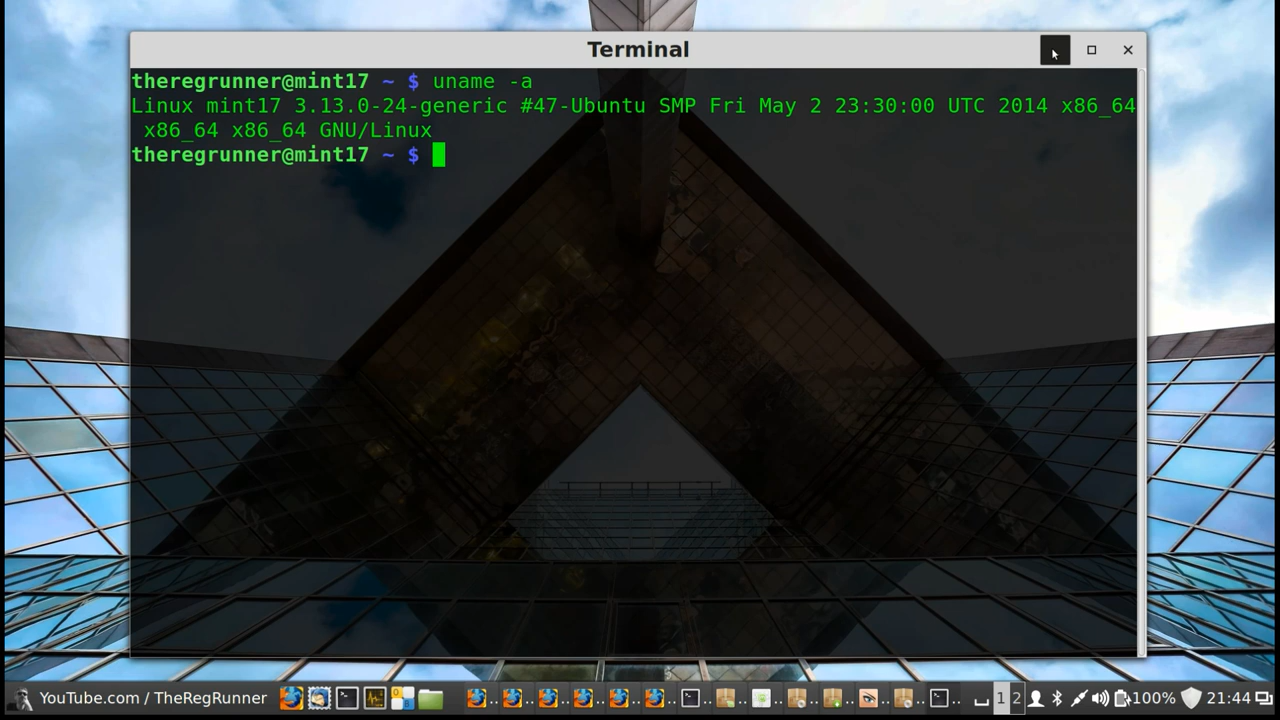 Terminal
theregrunner@mint17 ~ $ uname -a
Linux mint17 3.13.0-24-generic #47-Ubuntu SMP Fri May 2 23:30:00 UTC 2014 x86_64
x86_64 x86_64 GNU/Linux
theregrunner@mint17 ~ $
YouTube.com / TheRegRunner .. .. .. .. .. .. .. .. .. .. .. .. .. .. 1 2 100% 21:44